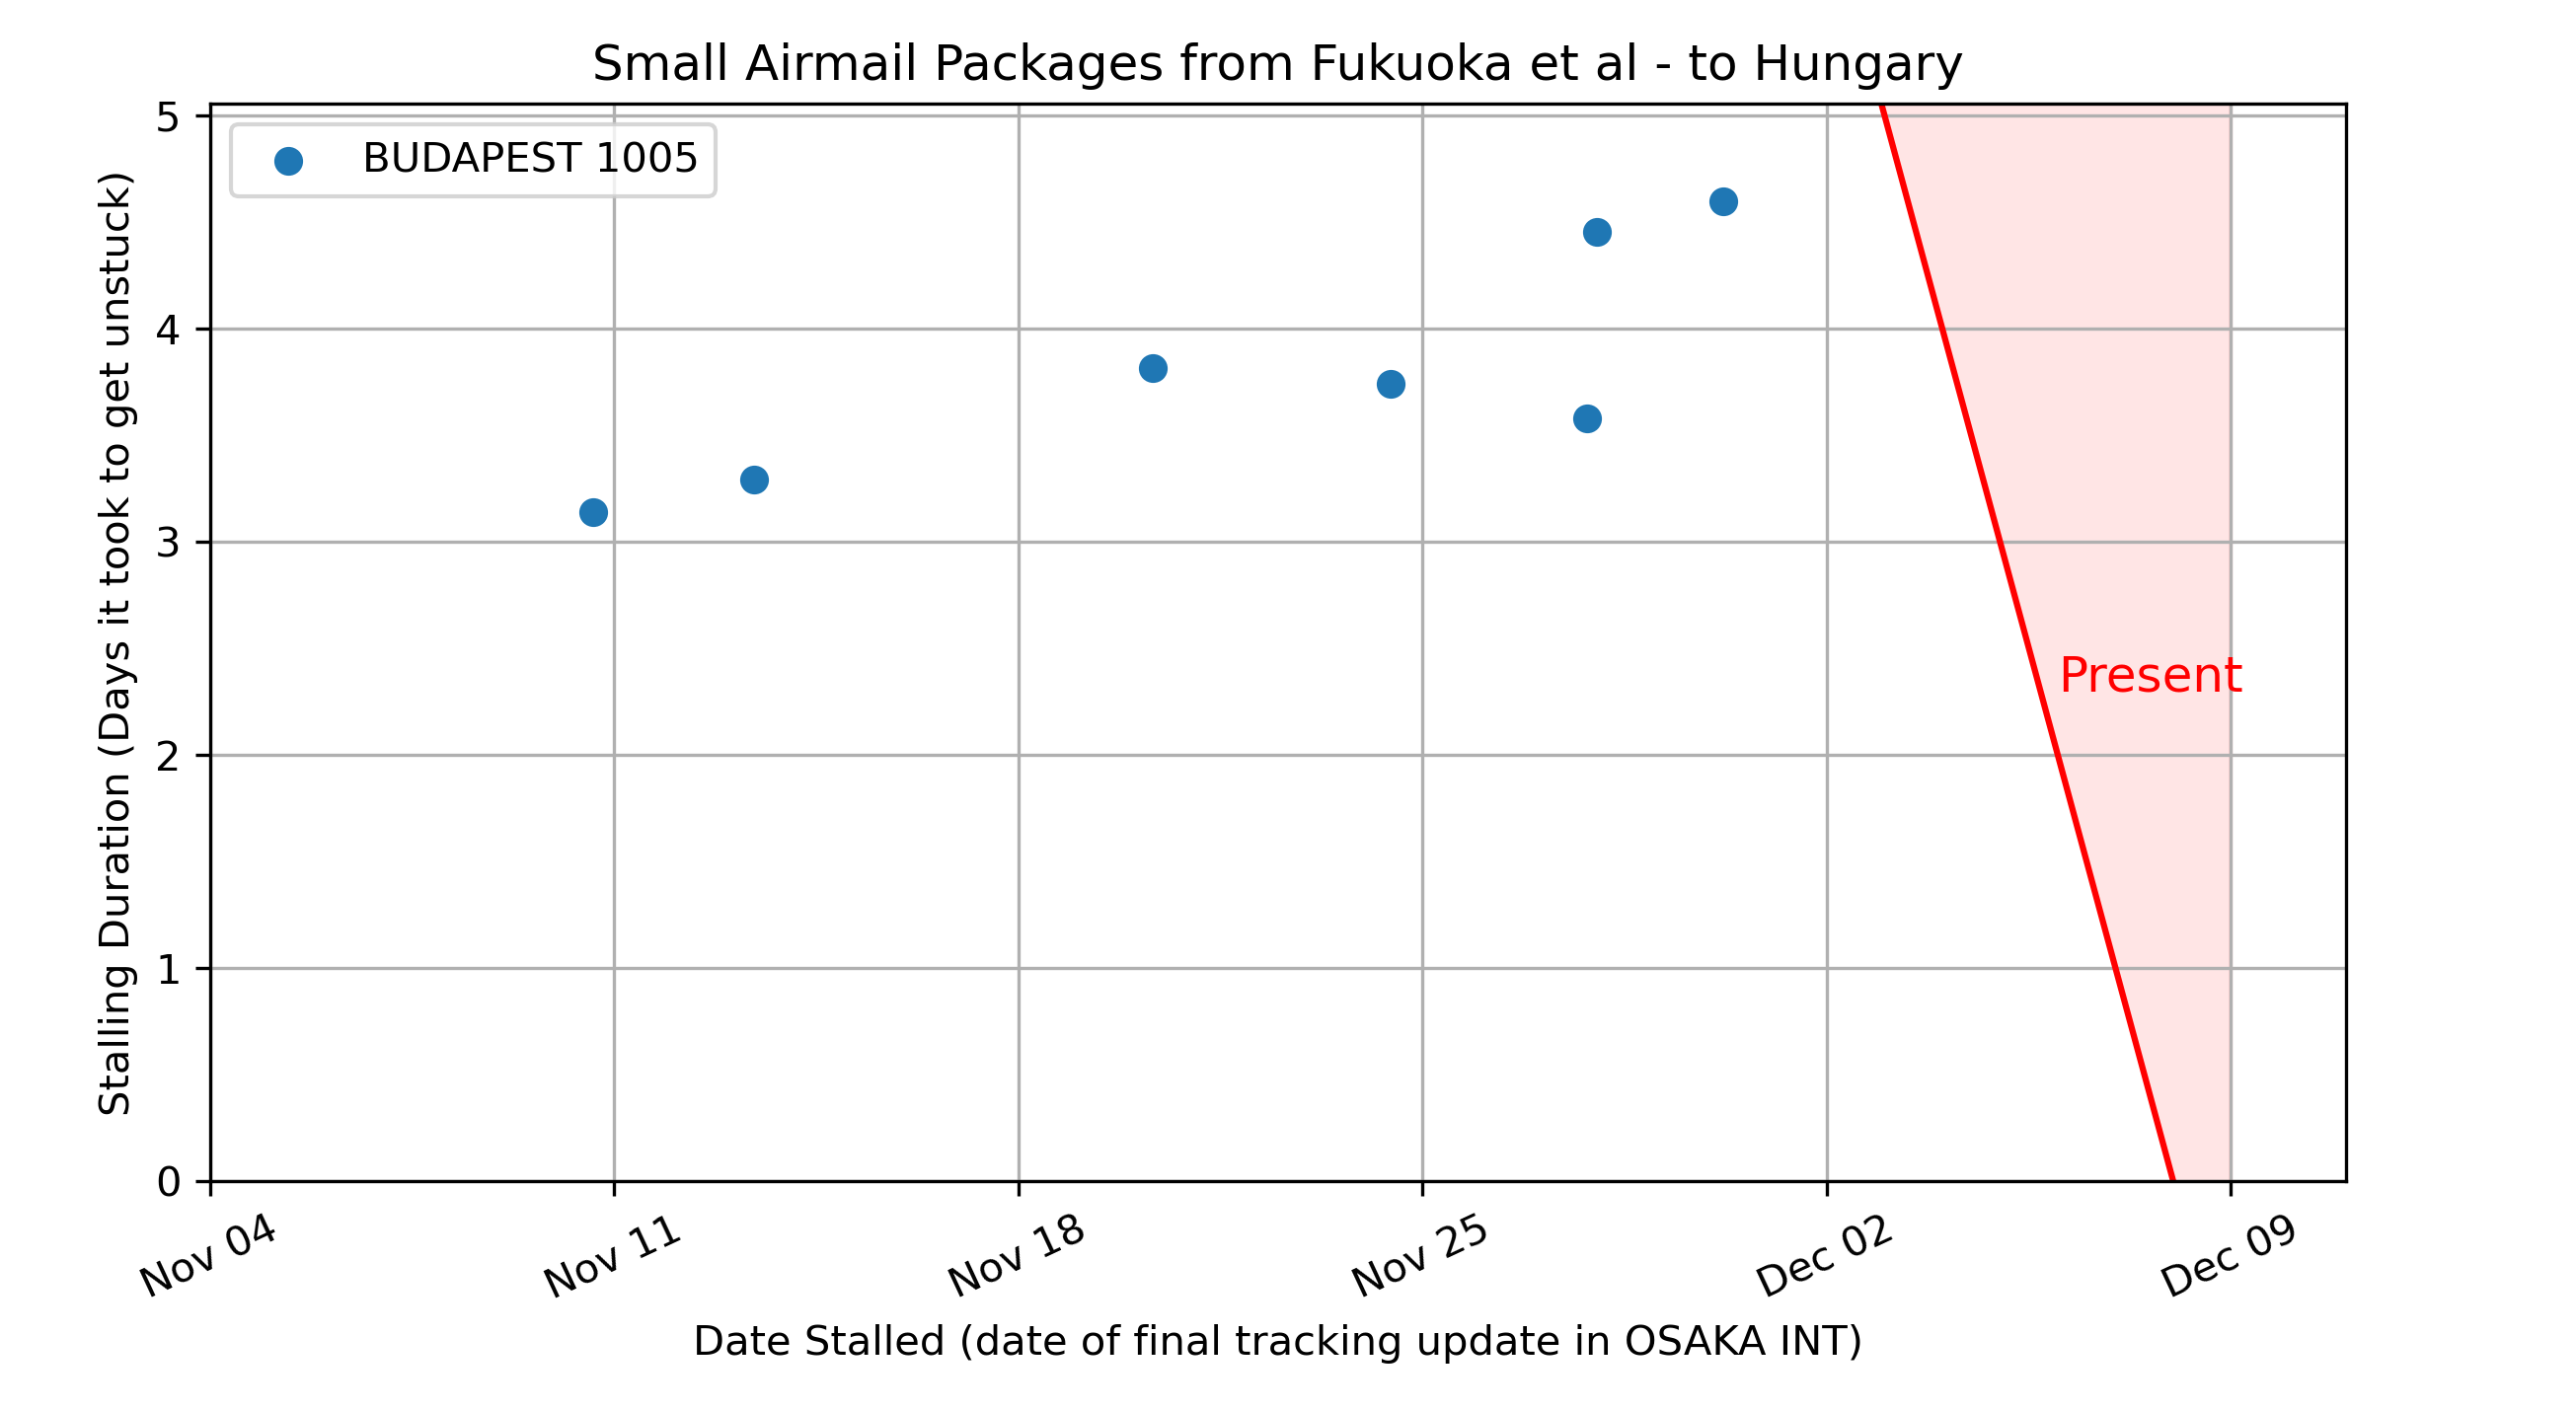 Small Airmail Packages from Fukuoka et al - to Hungary
BUDAPEST 1005
Stalling Duration (Days it took to get unstuck)
5
4
3
2
1
0
Present
Nov 04
Nov 11
Nov 18
Nov 25
Dec 02
Dec 09
Date Stalled (date of final tracking update in OSAKA INT)